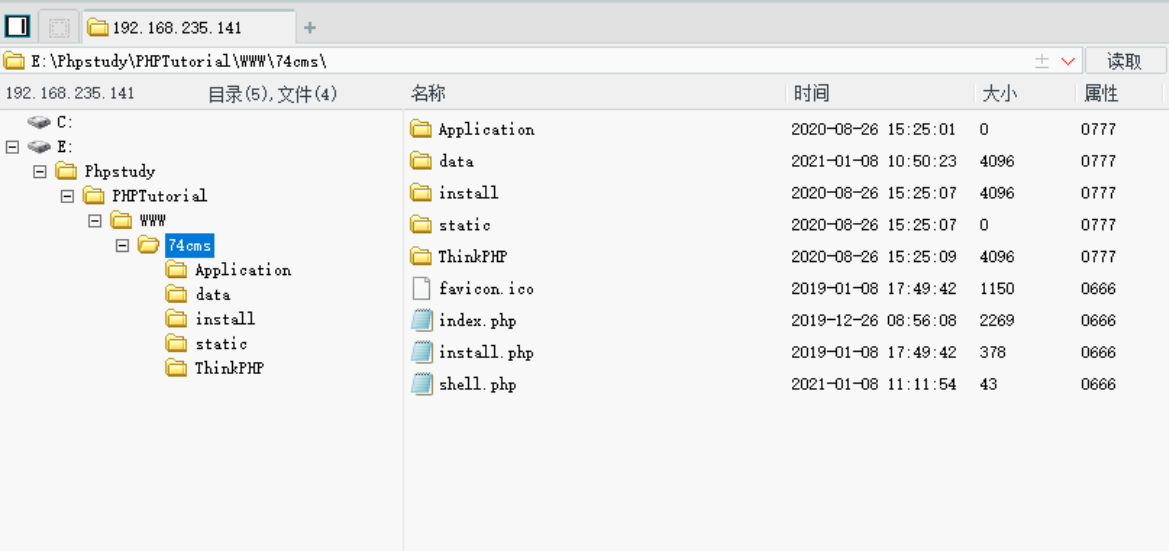 192.168.235.141 +
E:\Phpstudy\PHPTutorial\WWW\74cms\ 读取
192.168.235.141 目录(5),文件(4) 名称 时间 大小 属性
C:
E:
Phpstudy
PHPTutorial
WWW
74cms
Application
data
install
static
ThinkPHP
Application 2020-08-26 15:25:01 0 0777
data 2021-01-08 10:50:23 4096 0777
install 2020-08-26 15:25:07 4096 0777
static 2020-08-26 15:25:07 0 0777
ThinkPHP 2020-08-26 15:25:09 4096 0777
favicon.ico 2019-01-08 17:49:42 1150 0666
index.php 2019-12-26 08:56:08 2269 0666
install.php 2019-01-08 17:49:42 378 0666
shell.php 2021-01-08 11:11:54 43 0666